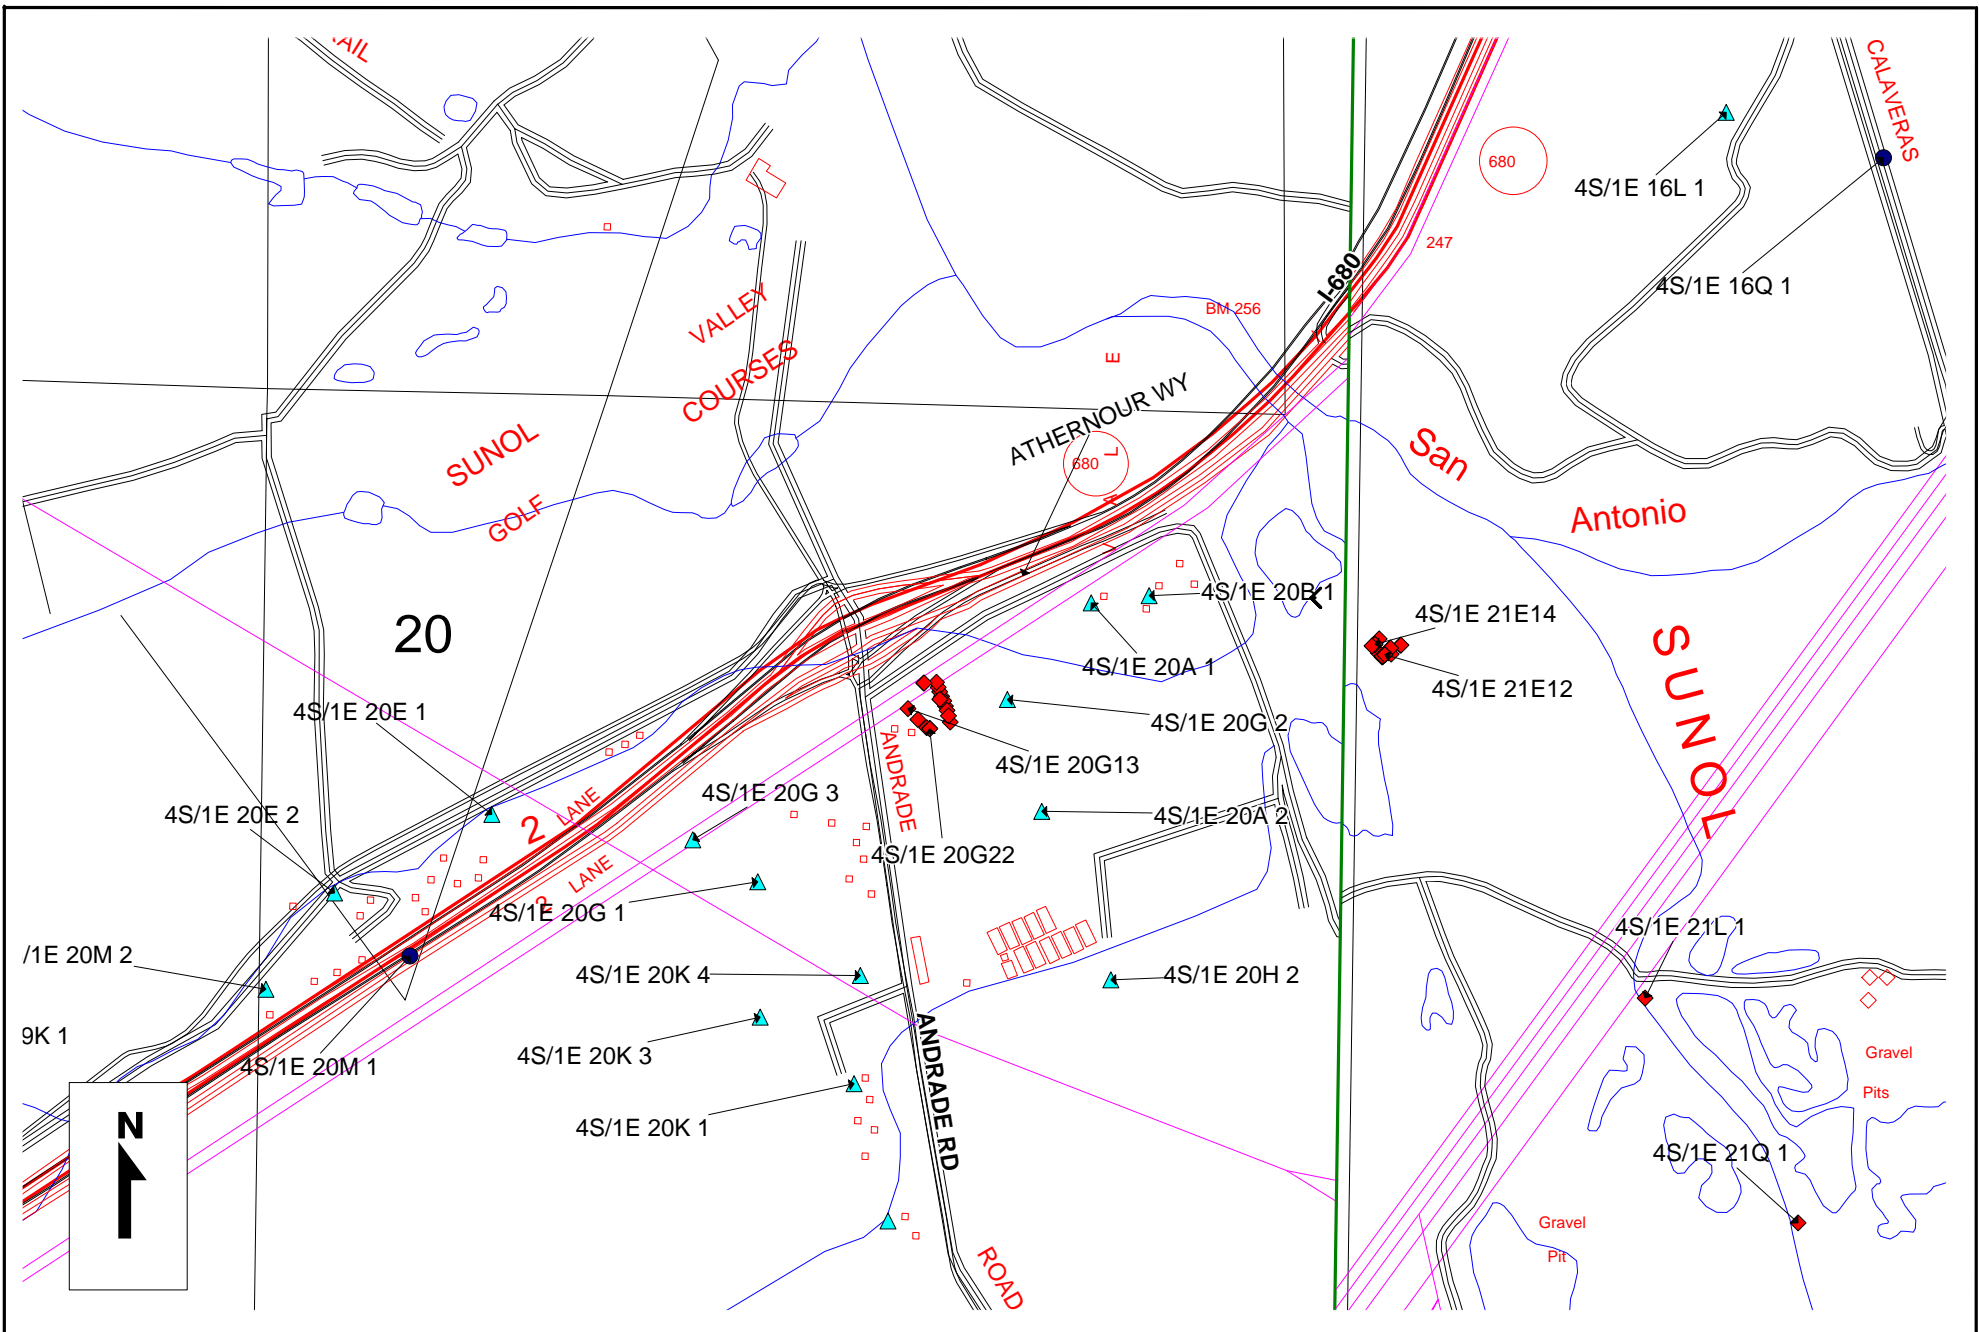 CALAVERAS
680
4S/1E 16L 1
247
I-680
4S/1E 16Q 1
BM 256
VALLEY
COURSES
E
ATHERNOUR WY
L
680
SUNOL
GOLF
San
Antonio
4S/1E 20B 1
4S/1E 21E14
20
4S/1E 20A 1
4S/1E 21E12
SUNOL
4S/1E 20E 1
4S/1E 20G 2
ANDRADE
4S/1E 20G13
4S/1E 20G 3
4S/1E 20E 2
LANE
2
4S/1E 20A 2
4S/1E 20G22
LANE
2
4S/1E 20G 1
4S/1E 21L 1
/1E 20M 2
4S/1E 20K 4
4S/1E 20H 2
9K 1
4S/1E 20K 3
4S/1E 20M 1
ANDRADE RD
Gravel
Pits
4S/1E 20K 1
N
4S/1E 21Q 1
Gravel
Pit
ROAD